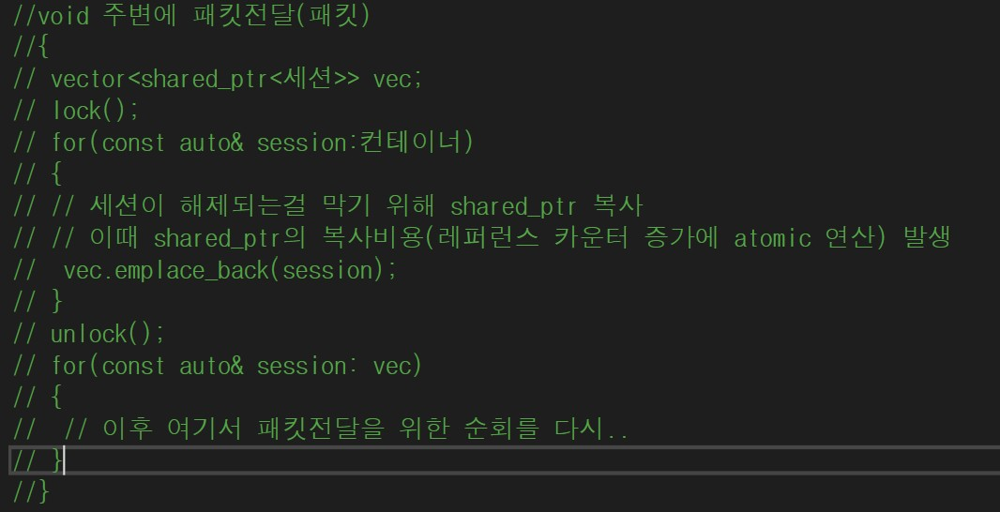 //void 주변에 패킷전달(패킷)
//{
// vector<shared_ptr<세션>> vec;
// lock();
// for(const auto& session:컨테이너)
// {
// // 세션이 해제되는걸 막기 위해 shared_ptr 복사
// // 이때 shared_ptr의 복사비용(레퍼런스 카운터 증가에 atomic 연산) 발생
//  vec.emplace_back(session);
// }
// unlock();
// for(const auto& session: vec)
// {
//  // 이후 여기서 패킷전달을 위한 순회를 다시..
// }
//}